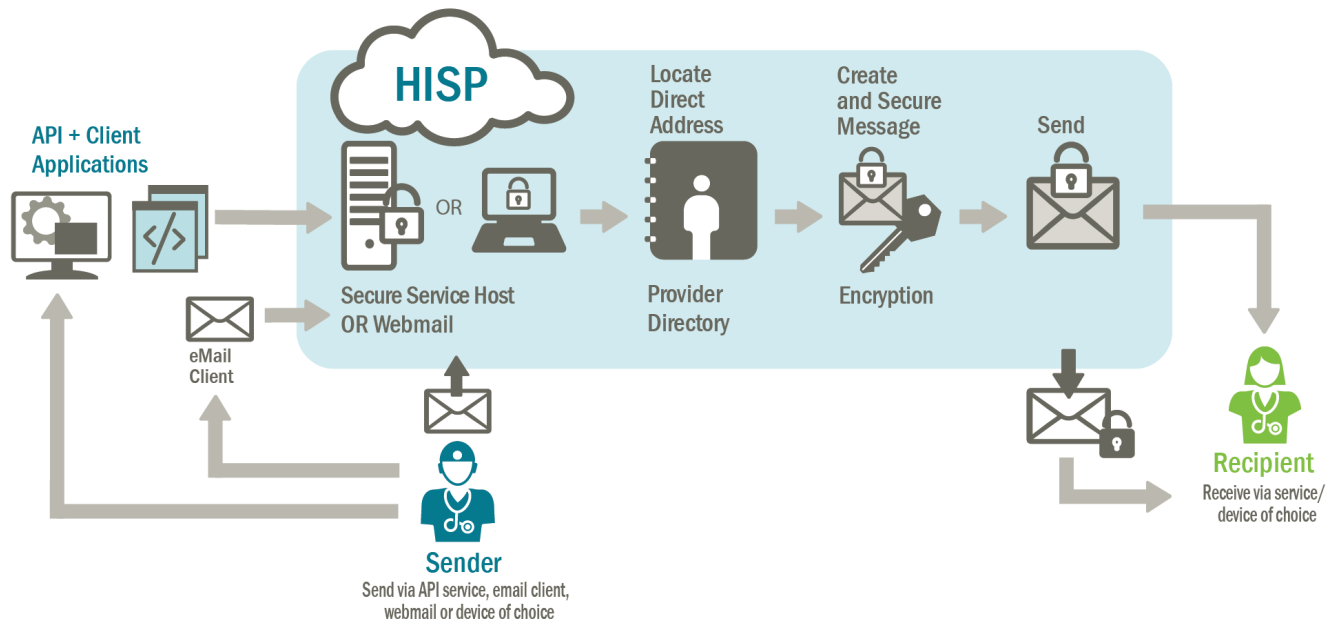 HISP
API + Client
Applications
</>
OR
Secure Service Host
OR Webmail
Locate
Direct
Address
Provider
Directory
Create
and Secure
Message
Encryption
Send
eMail
Client
Sender
Send via API service, email client,
webmail or device of choice
Recipient
Receive via service/
device of choice